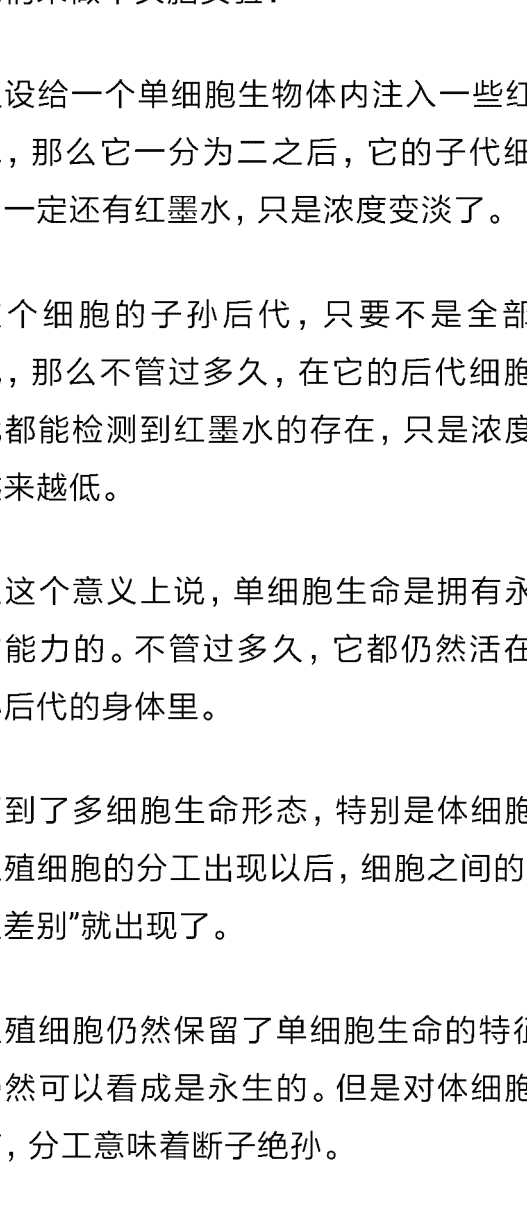 设给一个单细胞生物体内注入一些红
，那么它一分为二之后，它的子代细
一定还有红墨水，只是浓度变淡了。
个细胞的子孙后代，只要不是全部
，那么不管过多久，在它的后代细胞
都能检测到红墨水的存在，只是浓度
来越低。
这个意义上说，单细胞生命是拥有永
能力的。不管过多久，它都仍然活在
后代的身体里。
到了多细胞生命形态，特别是体细胞
殖细胞的分工出现以后，细胞之间的
差别”就出现了。
殖细胞仍然保留了单细胞生命的特征
然可以看成是永生的。但是对体细胞
，分工意味着断子绝孙。